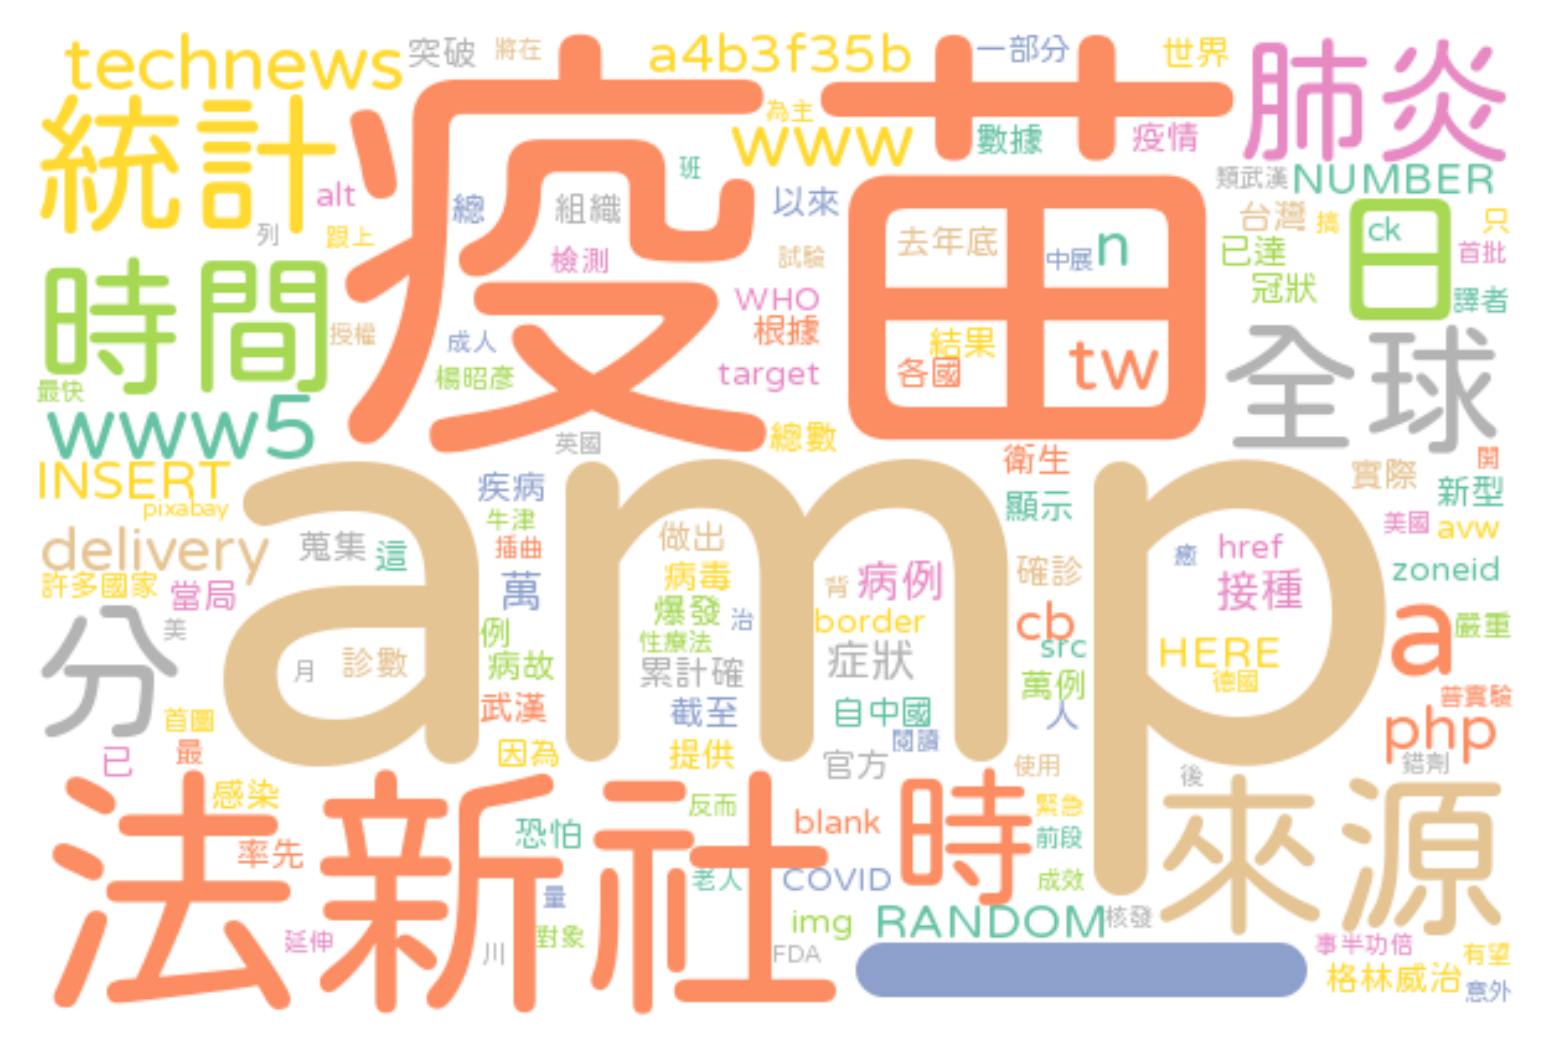 technews
突破
將在
a4b3f35b
一部分
世界
肺炎
疫苗
統計
為主
www
數據
疫情
班
類武漢
NUMBER
alt
總
組織
以來
台灣
搞
ck
只
列
跟上
檢測
試驗
去年底
中展
n
已達
日
首批
時間
WHO
冠狀
譯者
授權
成人
根據
結果
全球
最快
楊昭彥
target
各國
tw
www5
英國
總數
INSERT
疾病
衛生
實際
開
新型
pixabay
amp
顯示
牛津
美國
avw
delivery
蒐集
這
插曲
做出
確診
癒
href
zoneid
許多國家
當局
萬
病毒
背
病例
接種
分
美
例
爆發
治
border
cb
a
嚴重
月
診數
病故
性療法
累計確
症狀
src
HERE
萬例
德國
首圖
武漢
截至
自中國
人
普實驗
php
已
最
因為
提供
閱讀
官方
使用
後
錯劑
法新社
感染
反而
blank
時
緊急
來源
率先
恐怕
前段
老人
COVID
成效
量
img
RANDOM
核發
延伸
川
對象
FDA
事半功倍
有望
格林威治
意外